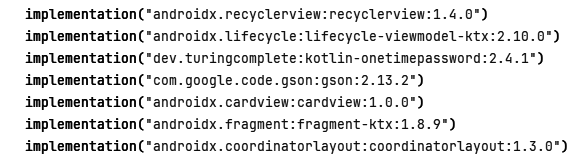 implementation("androidx.recyclerview:recyclerview:1.4.0")
implementation("androidx.lifecycle:lifecycle-viewmodel-ktx:2.10.0")
implementation("dev.turingcomplete:kotlin-onetimepassword:2.4.1")
implementation("com.google.code.gson:gson:2.13.2")
implementation("androidx.cardview:cardview:1.0.0")
implementation("androidx.fragment:fragment-ktx:1.8.9")
implementation("androidx.coordinatorlayout:coordinatorlayout:1.3.0")